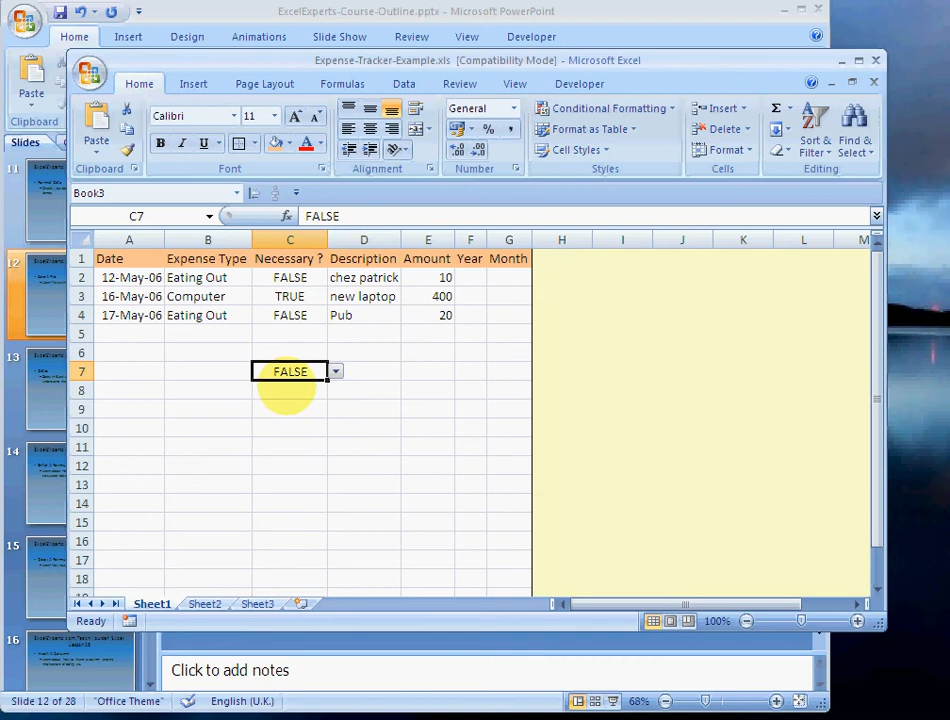 ExcelExperts-Course-Outline.pptx - Microsoft PowerPoint
Home Insert Design Animations Slide Show Review View Developer
Paste
Clipboard
Slides
11
12
13
14
15
16
Expense-Tracker-Example.xls [Compatibility Mode] - Microsoft Excel
Home Insert Page Layout Formulas Data Review View Developer
Paste
Calibri 11
General
Conditional Formatting
Format as Table
Cell Styles
Insert
Delete
Format
Sort & Filter
Find & Select
Clipboard Font Alignment Number Styles Cells Editing
Book3
C7 fx FALSE
A B C D E F G H I J K L M
1 Date Expense Type Necessary ? Description Amount Year Month
2 12-May-06 Eating Out FALSE chez patrick 10
3 16-May-06 Computer TRUE new laptop 400
4 17-May-06 Eating Out FALSE Pub 20
5
6
7 FALSE
8
9
10
11
12
13
14
15
16
17
18
Sheet1 Sheet2 Sheet3
Ready 100%
Click to add notes
Slide 12 of 28 "Office Theme" English (U.K.) 68%